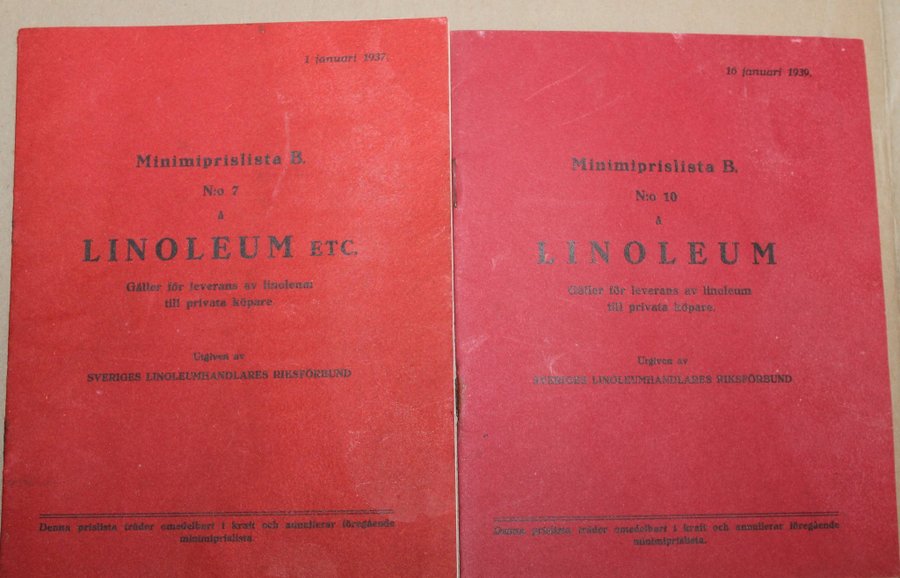 1 januari 1937.
Minimiprislista B.
N:o 7
å
LINOLEUM ETC.
Gäller för leverans av linoleum
till privata köpare
Utgiven av
SVERIGES LINOLEUMHANDLARES RIKSFÖRBUND
Denna prislista träder omedelbart i kraft och annullerar föregående
minimiprislista.
16 januari 1939.
Minimiprislista B.
N:o 10
å
LINOLEUM
Gäller för leverans av linoleum
till privata köpare.
Utgiven av
SVERIGES LINOLEUMHANDLARES RIKSFÖRBUND
Denna prislista träder omedelbart i kraft och annullerar föregående
minimiprislista.